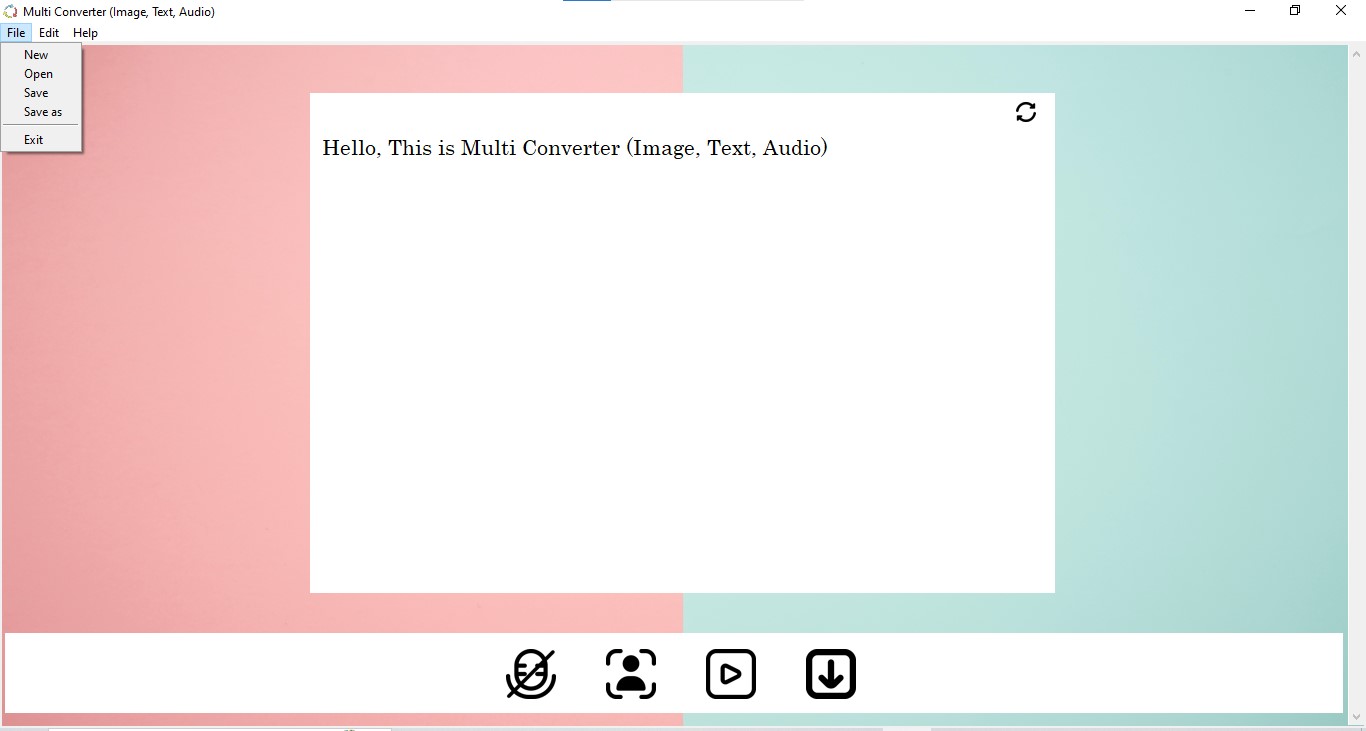 Multi Converter (Image, Text, Audio)
File Edit Help
New
Open
Save
Save as
Exit
Hello, This is Multi Converter (Image, Text, Audio)